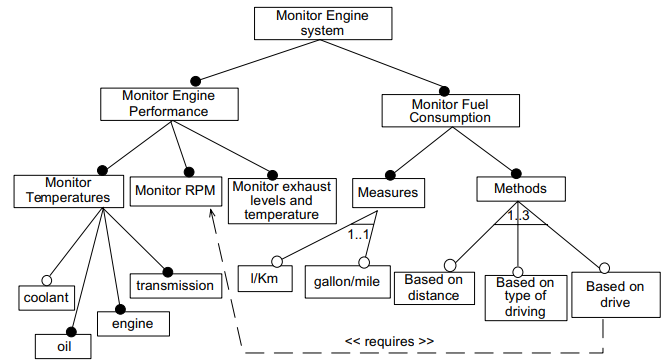 Monitor Engine
system
Monitor Engine
Performance
Monitor Fuel
Consumption
Monitor
Temperatures
Monitor RPM
Monitor exhaust
levels and
temperature
Measures
Methods
1..1
1..3
coolant
oil
engine
transmission
l/Km
gallon/mile
Based on
distance
Based on
type of
driving
Based on
drive
<< requires >>